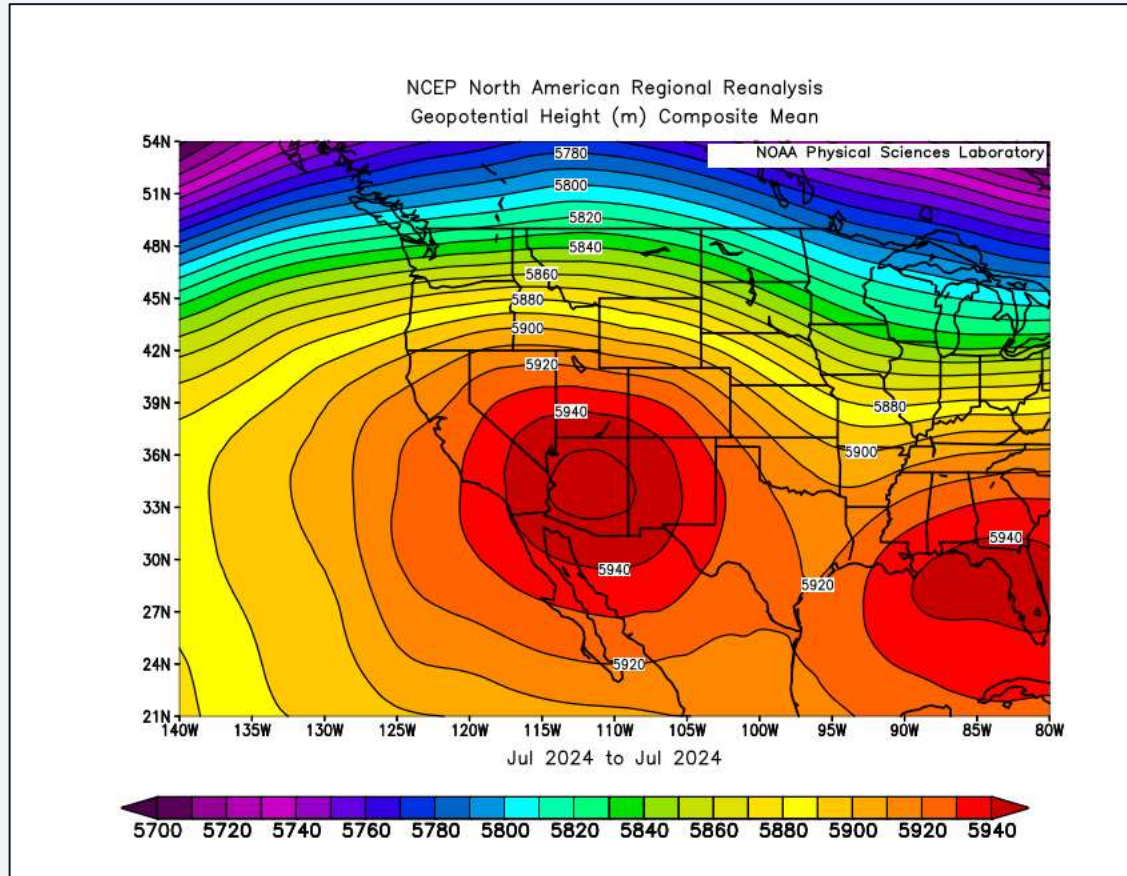 NCEP North American Regional Reanalysis
Geopotential Height (m) Composite Mean
NOAA Physical Sciences Laboratory
54N
51N
48N
45N
42N
39N
36N
33N
30N
27N
24N
21N
5780
5800
5820
5840
5860
5880
5900
5920
5940
5880
5900
5940
5940
5920
5920
140W 135W 130W 125W 120W 115W 110W 105W 100W 95W 90W 85W 80W
Jul 2024 to Jul 2024
5700 5720 5740 5760 5780 5800 5820 5840 5860 5880 5900 5920 5940